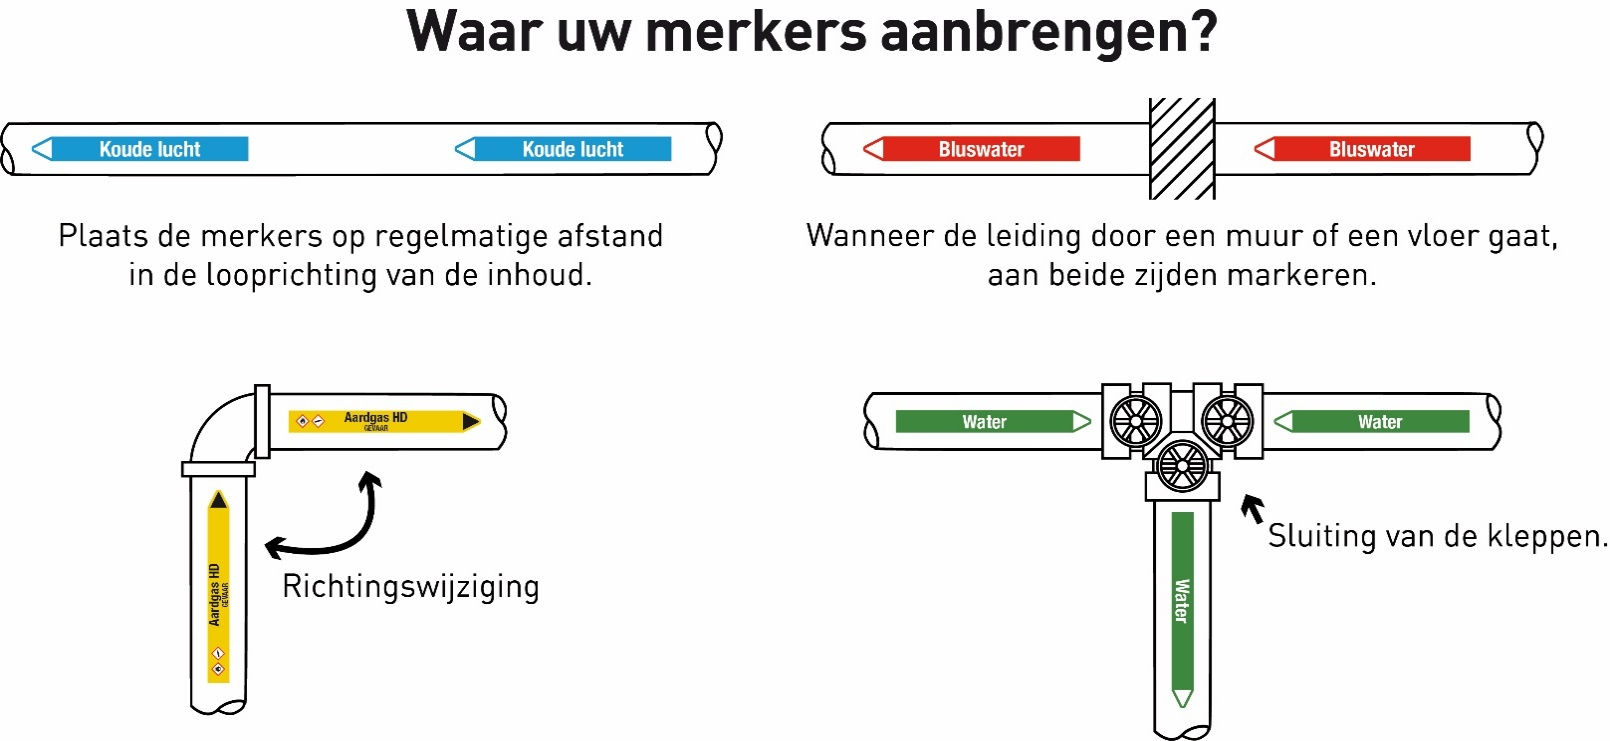 Waar uw merkers aanbrengen?
Koude lucht
Koude lucht
Plaats de merkers op regelmatige afstand
in de looprichting van de inhoud.
Bluswater
Bluswater
Wanneer de leiding door een muur of een vloer gaat,
aan beide zijden markeren.
Aardgas HD
GEVAAR
Aardgas HD
GEVAAR
Richtingswijziging
Water
Water
Water
Sluiting van de kleppen.